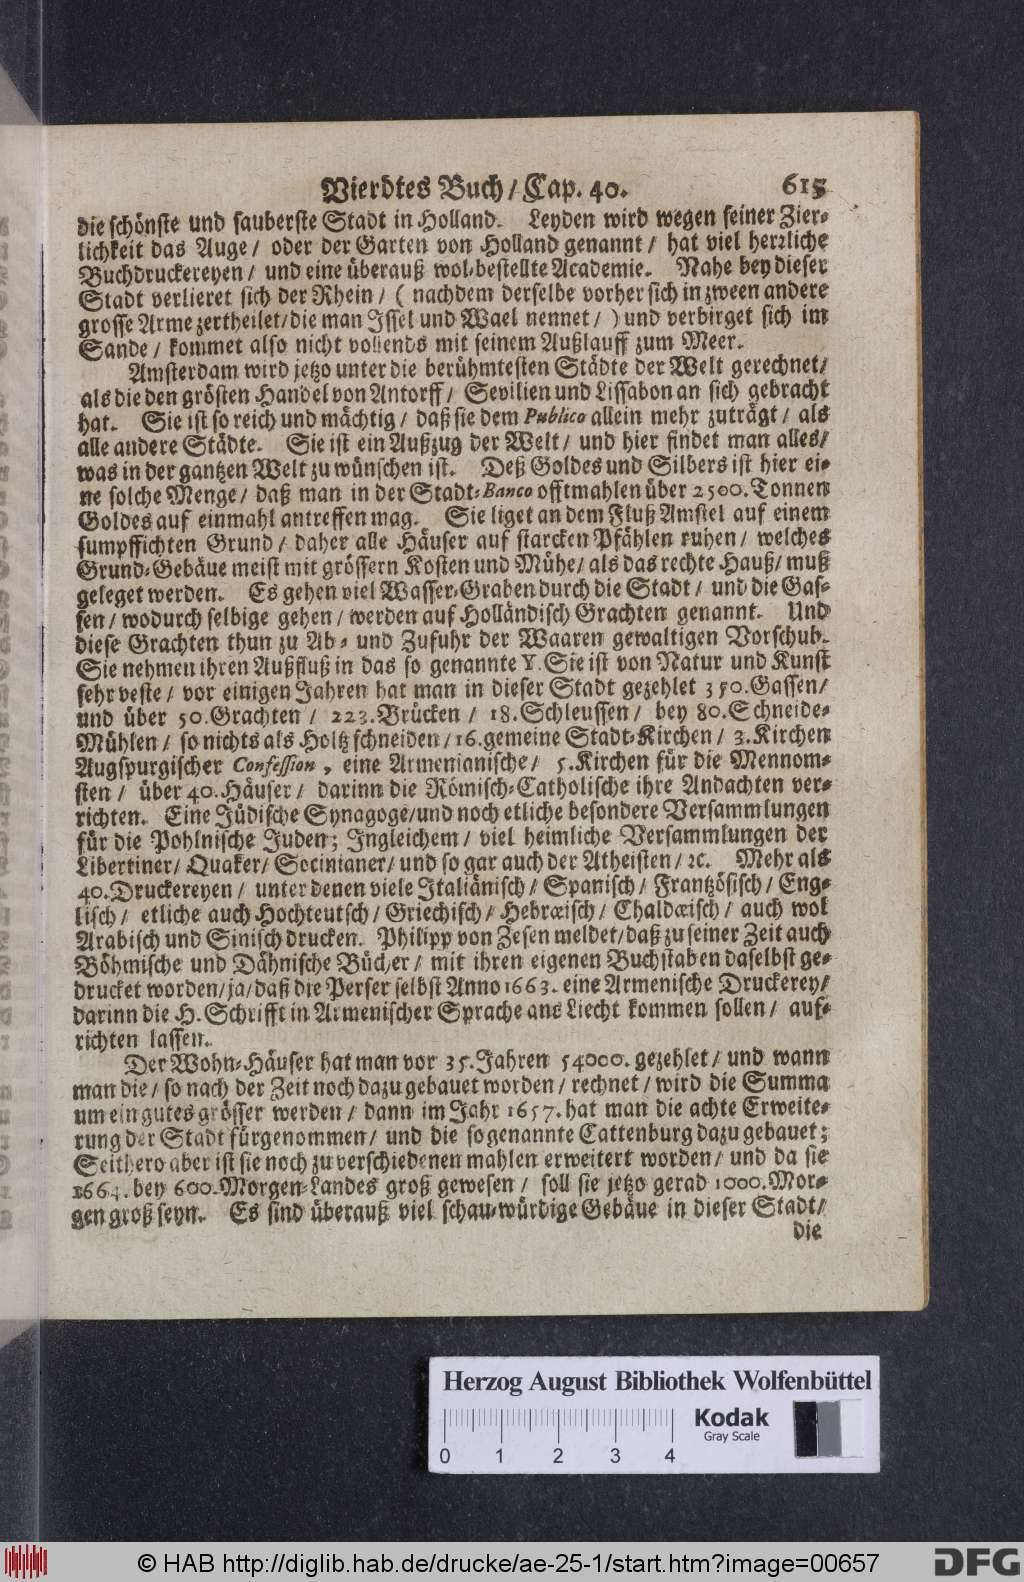 Vierdtes Buch / Cap. 40. 615
die schönste und sauberste Stadt in Holland. Leyden wird wegen seiner Zier-
lichkeit das Auge / oder der Garten von Holland genannt / hat viel herrliche
Buchdruckereyen / und eine überauß wol-bestellte Academie. Nahe bey dieser
Stadt verlieret sich der Rhein / ( nachdem derselbe vorher sich in zween andere
grosse Arme zertheilet / die man Issel und Wael nennet / ) und verbirget sich im
Sande / kommet also nicht vollends mit seinem Außlauff zum Meer.
Amsterdam wird jetzo unter die berühmtesten Städte der Welt gerechnet /
als die den grösten Handel von Antorff / Sevilien und Lissabon an sich gebracht
hat. Sie ist so reich und mächtig / daß sie dem Publico allein mehr zuträgt / als
alle andere Städte. Sie ist ein Außzug der Welt / und hier findet man alles /
was in der gantzen Welt zu wünschen ist. Deß Goldes und Silbers ist hier ei-
ne solche Menge / daß man in der Stadt-Banco offtmahlen über 2500. Tonnen
Goldes auf einmahl antreffen mag. Sie liget an dem Fluß Amstel auf einem
sumpffichten Grund / daher alle Häuser auf starcken Pfählen ruhen / welches
Grund-Gebäue meist mit grössern Kosten und Mühe / als das rechte Hauß / muß
geleget werden. Es gehen viel Wasser-Graben durch die Stadt / und die Gas-
sen / wodurch selbige gehen / werden auf Holländisch Grachten genannt. Und
diese Grachten thun zu Ab- und Zufuhr der Waaren gewaltigen Vorschub.
Sie nehmen ihren Außfluß in das so genannte Y. Sie ist von Natur und Kunst
sehr veste / vor einigen Jahren hat man in dieser Stadt gezehlet 350. Gassen /
und über 50. Grachten / 223. Brücken / 18. Schleussen / bey 80. Schneide-
Mühlen / so nichts als Holtz schneiden / 16. gemeine Stadt-Kirchen / 3. Kirchen
Augspurgischer Confession, eine Armenianische / 5. Kirchen für die Mennom-
sten / über 40. Häuser / darinn die Römisch-Catholische ihre Andachten ver-
richten. Eine Jüdische Synagoge / und noch etliche besondere Versammlungen
für die Pohlnische Juden; Ingleichem / viel heimliche Versammlungen der
Libertiner / Quaker / Socinianer / und so gar auch der Atheisten / ꝛc. Mehr als
40. Druckereyen / unter denen viele Italiänisch / Spanisch / Frantzösisch / Eng-
lisch / etliche auch Hochteutsch / Griechisch / Hebræisch / Chaldæisch / auch wol
Arabisch und Sinisch drucken. Philipp von Zesen meldet / daß zu seiner Zeit auch
Böhmische und Dähnische Bücher / mit ihren eigenen Buchstaben daselbst ge-
drucket worden / ja / daß die Perser selbst Anno 1663. eine Armenische Druckerey /
darinn die H. Schrifft in Armenischer Sprache ans Liecht kommen sollen / auf-
richten lassen.
Der Wohn-Häuser hat man vor 35. Jahren 54000. gezehlet / und wann
man die / so nach der Zeit noch dazu gebauet worden / rechnet / wird die Summa
um ein gutes grösser werden / dann im Jahr 1657. hat man die achte Erweite-
rung der Stadt fürgenommen / und die so genannte Cattenburg dazu gebauet;
Seithero aber ist sie noch zu verschiedenen mahlen erweitert worden / und da sie
1664. bey 600. Morgen-Landes groß gewesen / soll sie jetzo gerad 1000. Mor-
gen groß seyn. Es sind überauß viel schau-würdige Gebäue in dieser Stadt /
die
Herzog August Bibliothek Wolfenbüttel
0 1 2 3 4
Kodak
Gray Scale
© HAB http://diglib.hab.de/drucke/ae-25-1/start.htm?image=00657
DFG